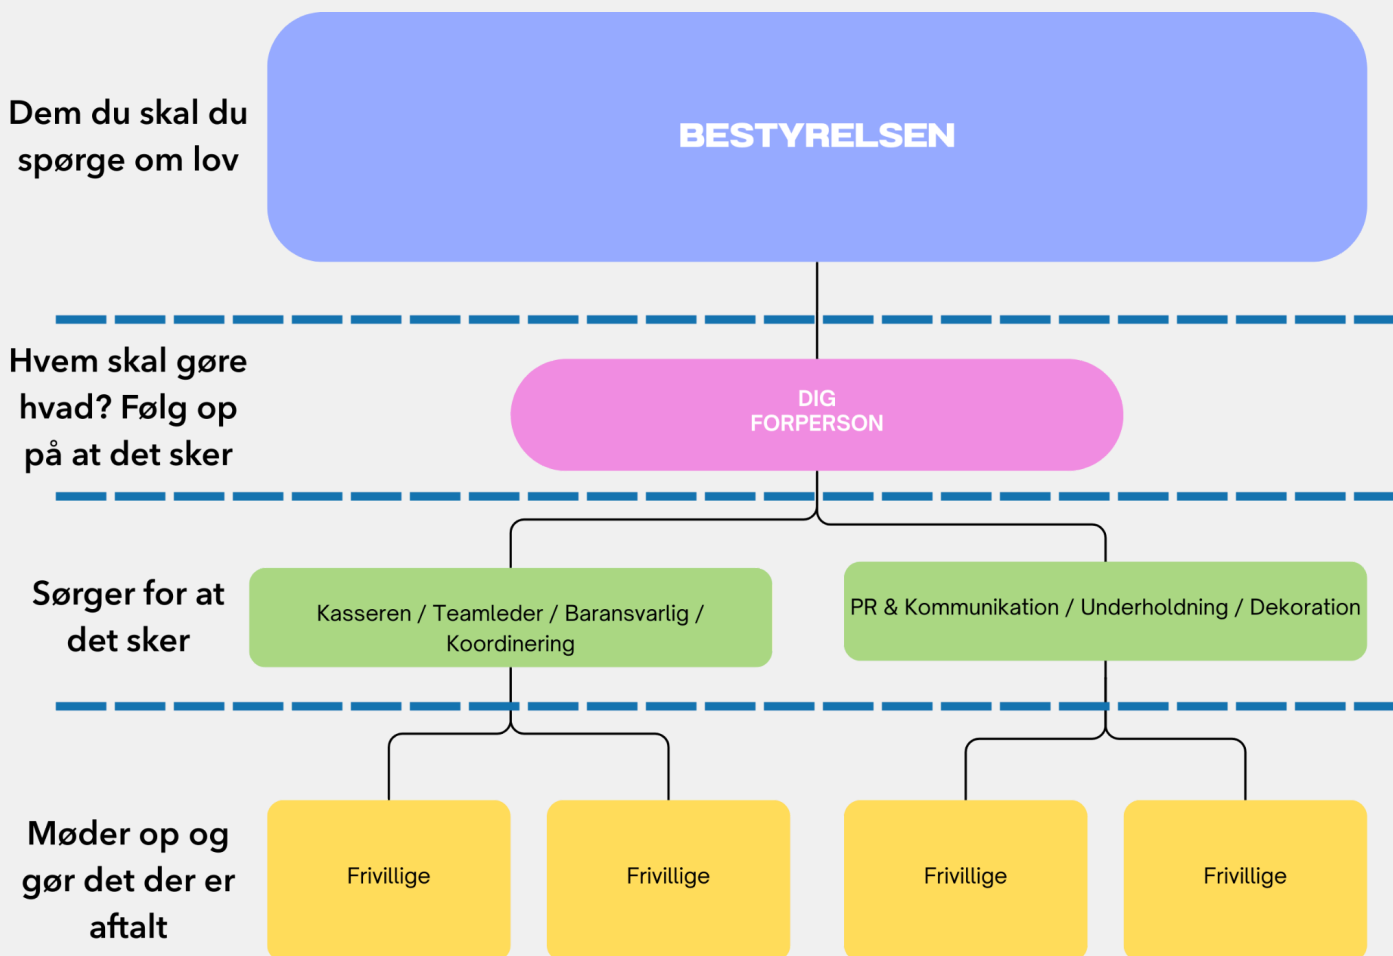 Dem du skal du
spørge om lov
BESTYRELSEN
Hvem skal gøre
hvad? Følg op
på at det sker
DIG
FORPERSON
Sørger for at
det sker
Kasseren / Teamleder / Baransvarlig /
Koordinering
PR & Kommunikation / Underholdning / Dekoration
Møder op og
gør det der er
aftalt
Frivillige
Frivillige
Frivillige
Frivillige